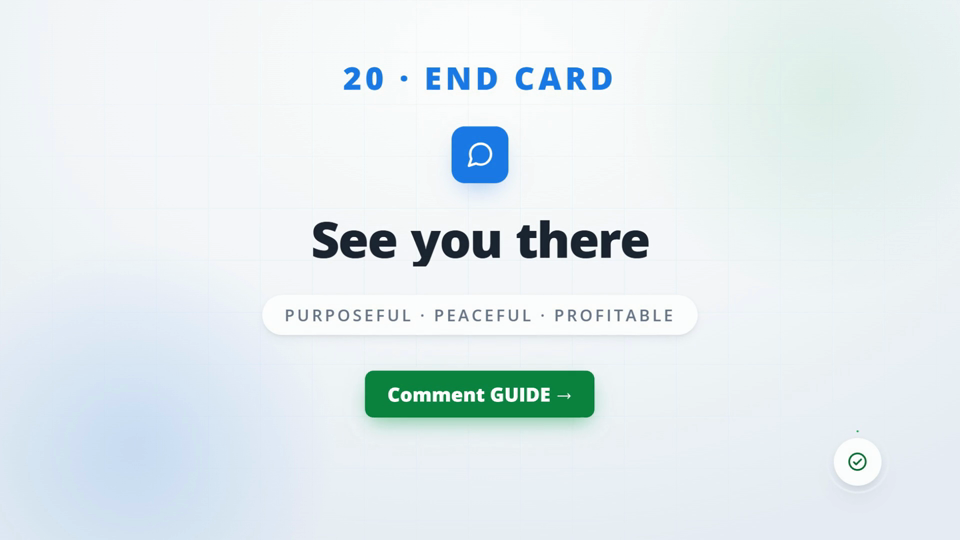 20 · END CARD
See you there
PURPOSEFUL · PEACEFUL · PROFITABLE
Comment GUIDE →